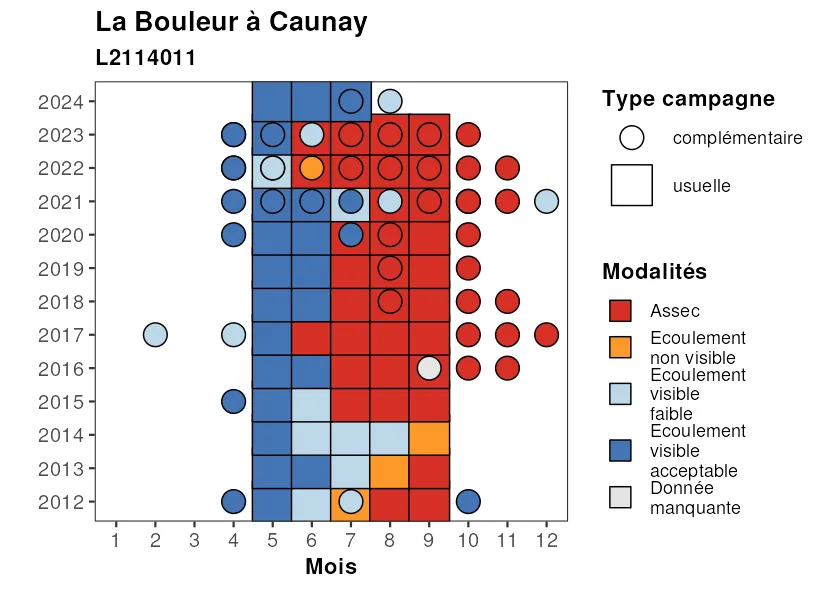 La Bouleur à Caunay
L2114011
2024
2023
2022
2021
2020
2019
2018
2017
2016
2015
2014
2013
2012
1 2 3 4 5 6 7 8 9 10 11 12
Mois
Type campagne
complémentaire
usuelle
Modalités
Assec
Ecoulement
non visible
Ecoulement
visible
faible
Ecoulement
visible
acceptable
Donnée
manquante